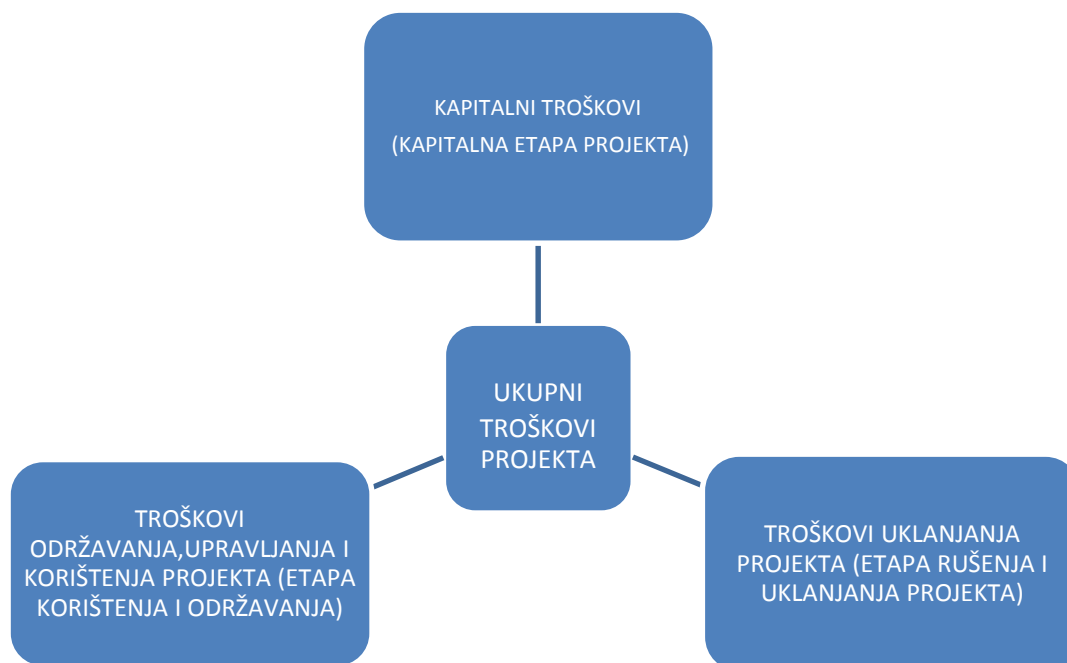 KAPITALNI TROŠKOVI
(KAPITALNA ETAPA PROJEKTA)
UKUPNI
TROŠKOVI
PROJEKTA
TROŠKOVI
ODRŽAVANJA,UPRAVLJANJA I
KORIŠTENJA PROJEKTA (ETAPA
KORIŠTENJA I ODRŽAVANJA)
TROŠKOVI UKLANJANJA
PROJEKTA (ETAPA RUŠENJA I
UKLANJANJA PROJEKTA)